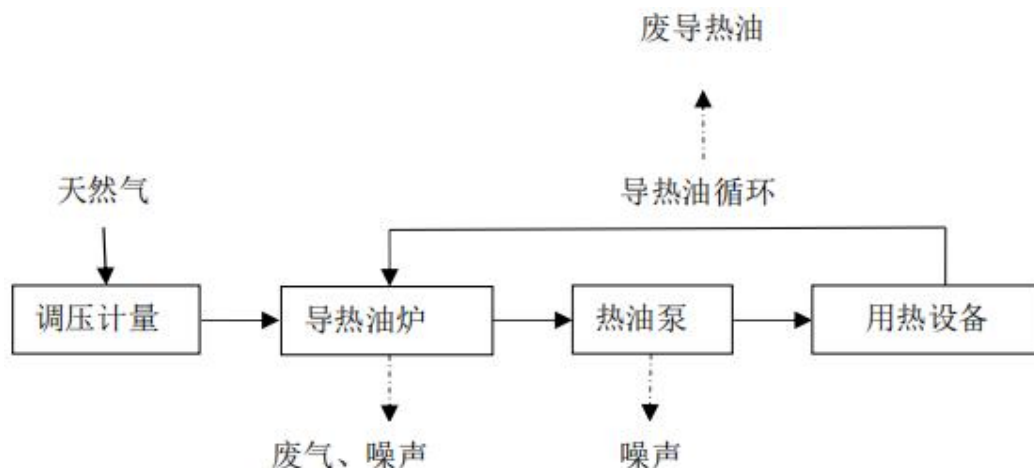 废导热油
天然气
导热油循环
调压计量
导热油炉
热油泵
用热设备
废气、噪声
噪声